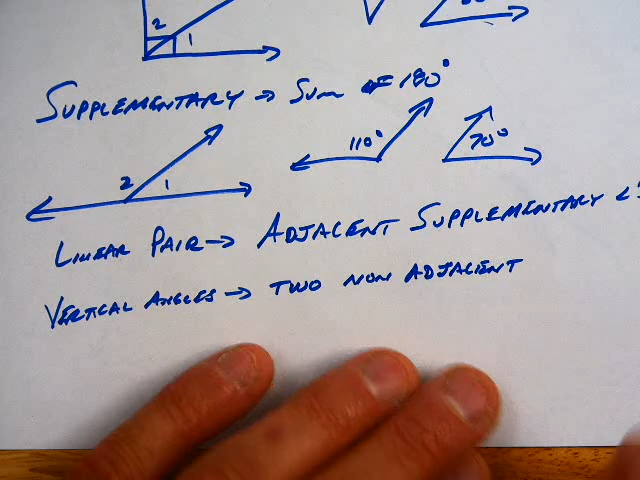 2
1
SUPPLEMENTARY → SUM OF 180°
110° 70°
2 1
LINEAR PAIR → ADJACENT SUPPLEMENTARY
VERTICAL ANGLES → TWO NON ADJACENT